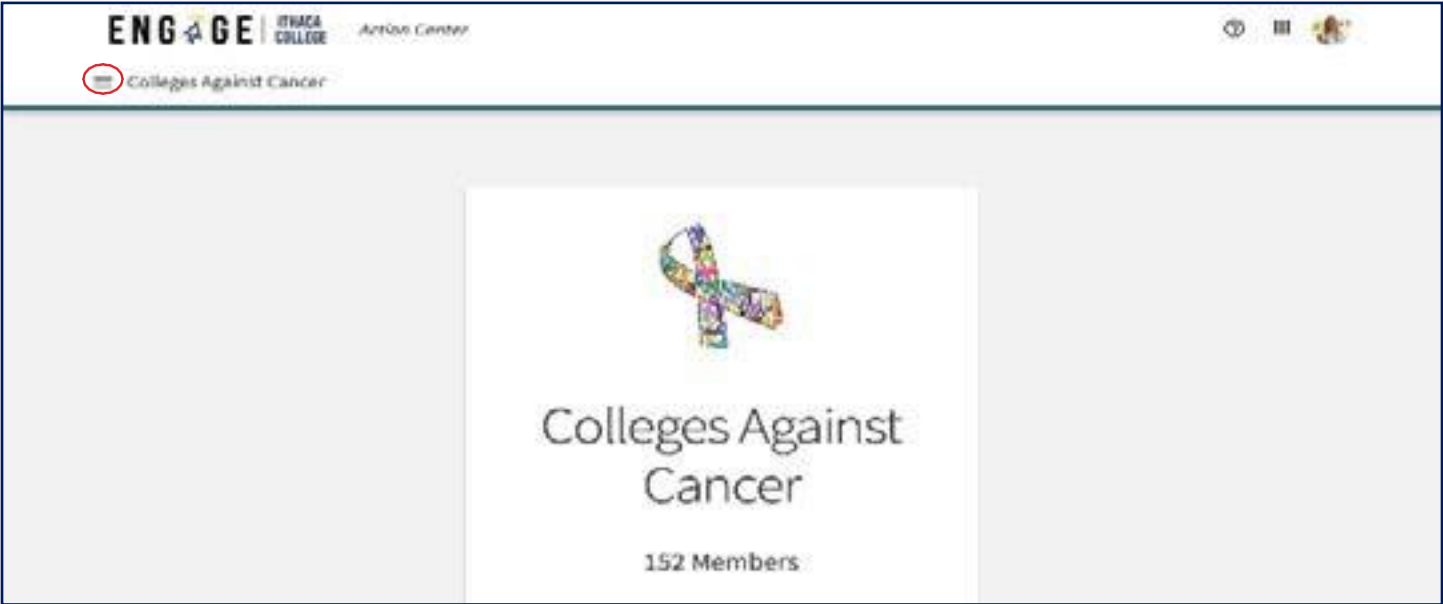 ENGAGE ITHACA COLLEGE Action Center
Colleges Against Cancer
Colleges Against
Cancer
152 Members